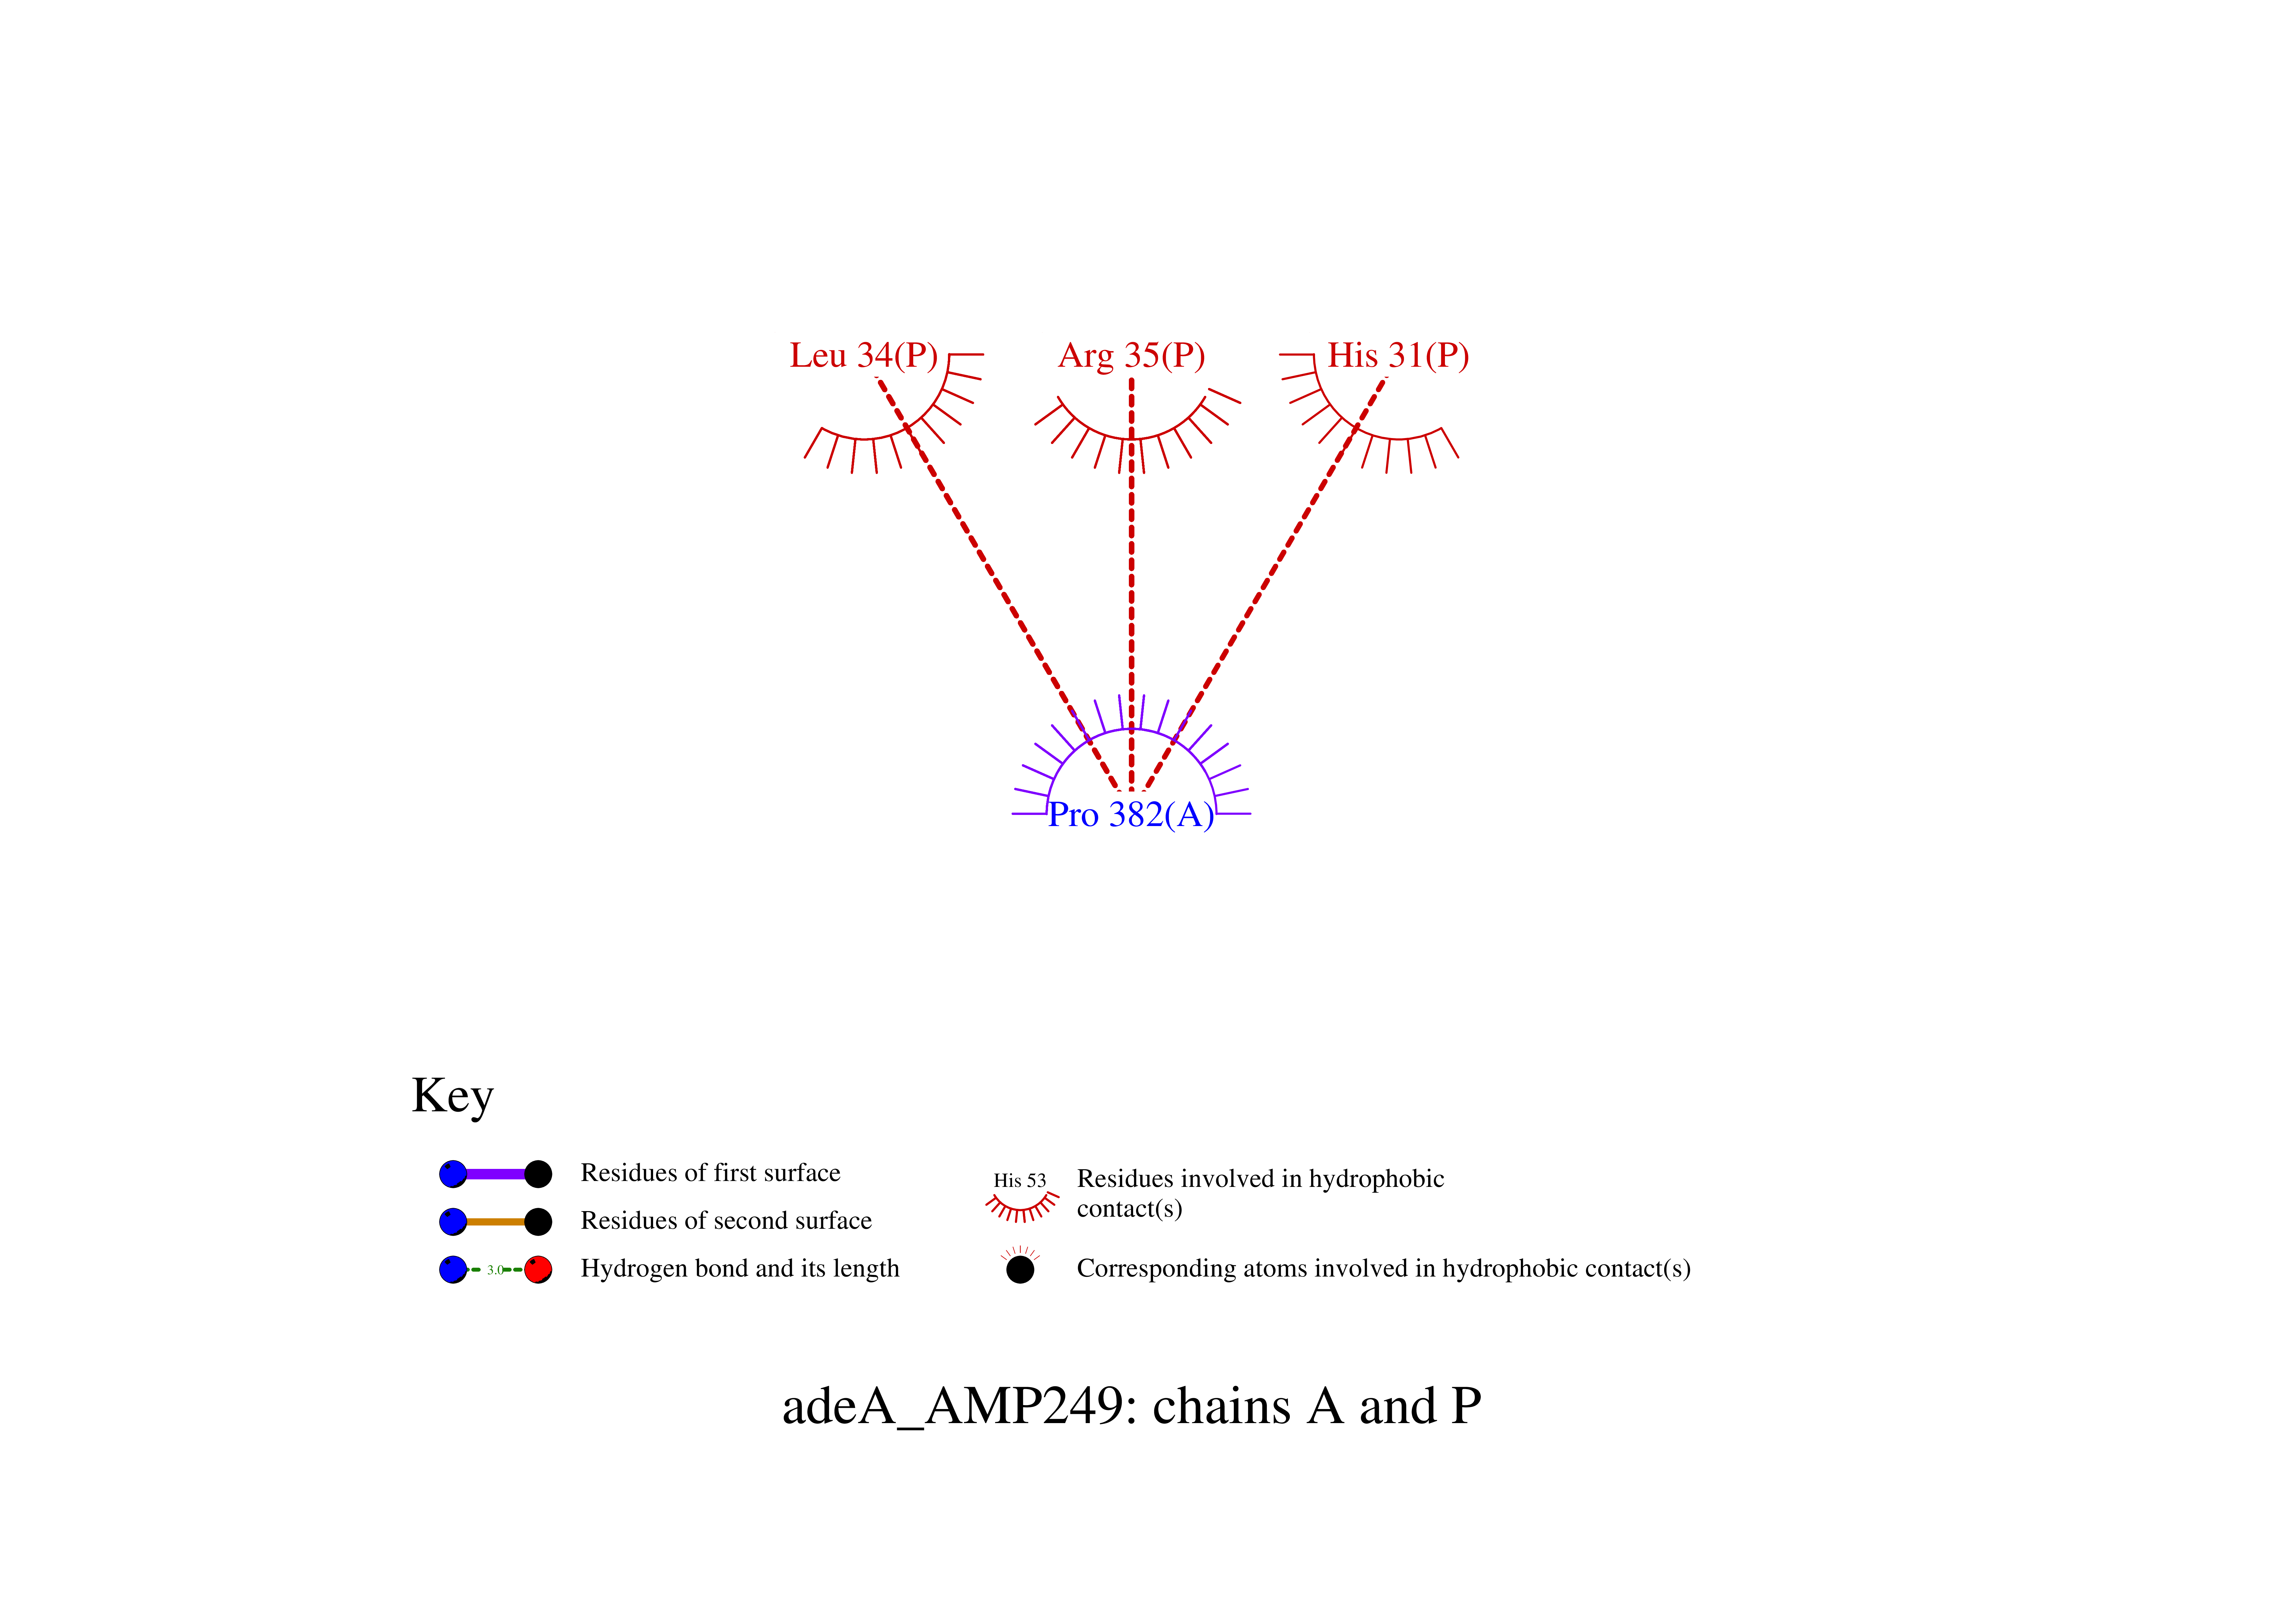 Leu 34(P) Arg 35(P) His 31(P)
Pro 382(A)
Key
Residues of first surface
Residues of second surface
3.0 Hydrogen bond and its length
His 53 Residues involved in hydrophobic
contact(s)
Corresponding atoms involved in hydrophobic contact(s)
adeA_AMP249: chains A and P